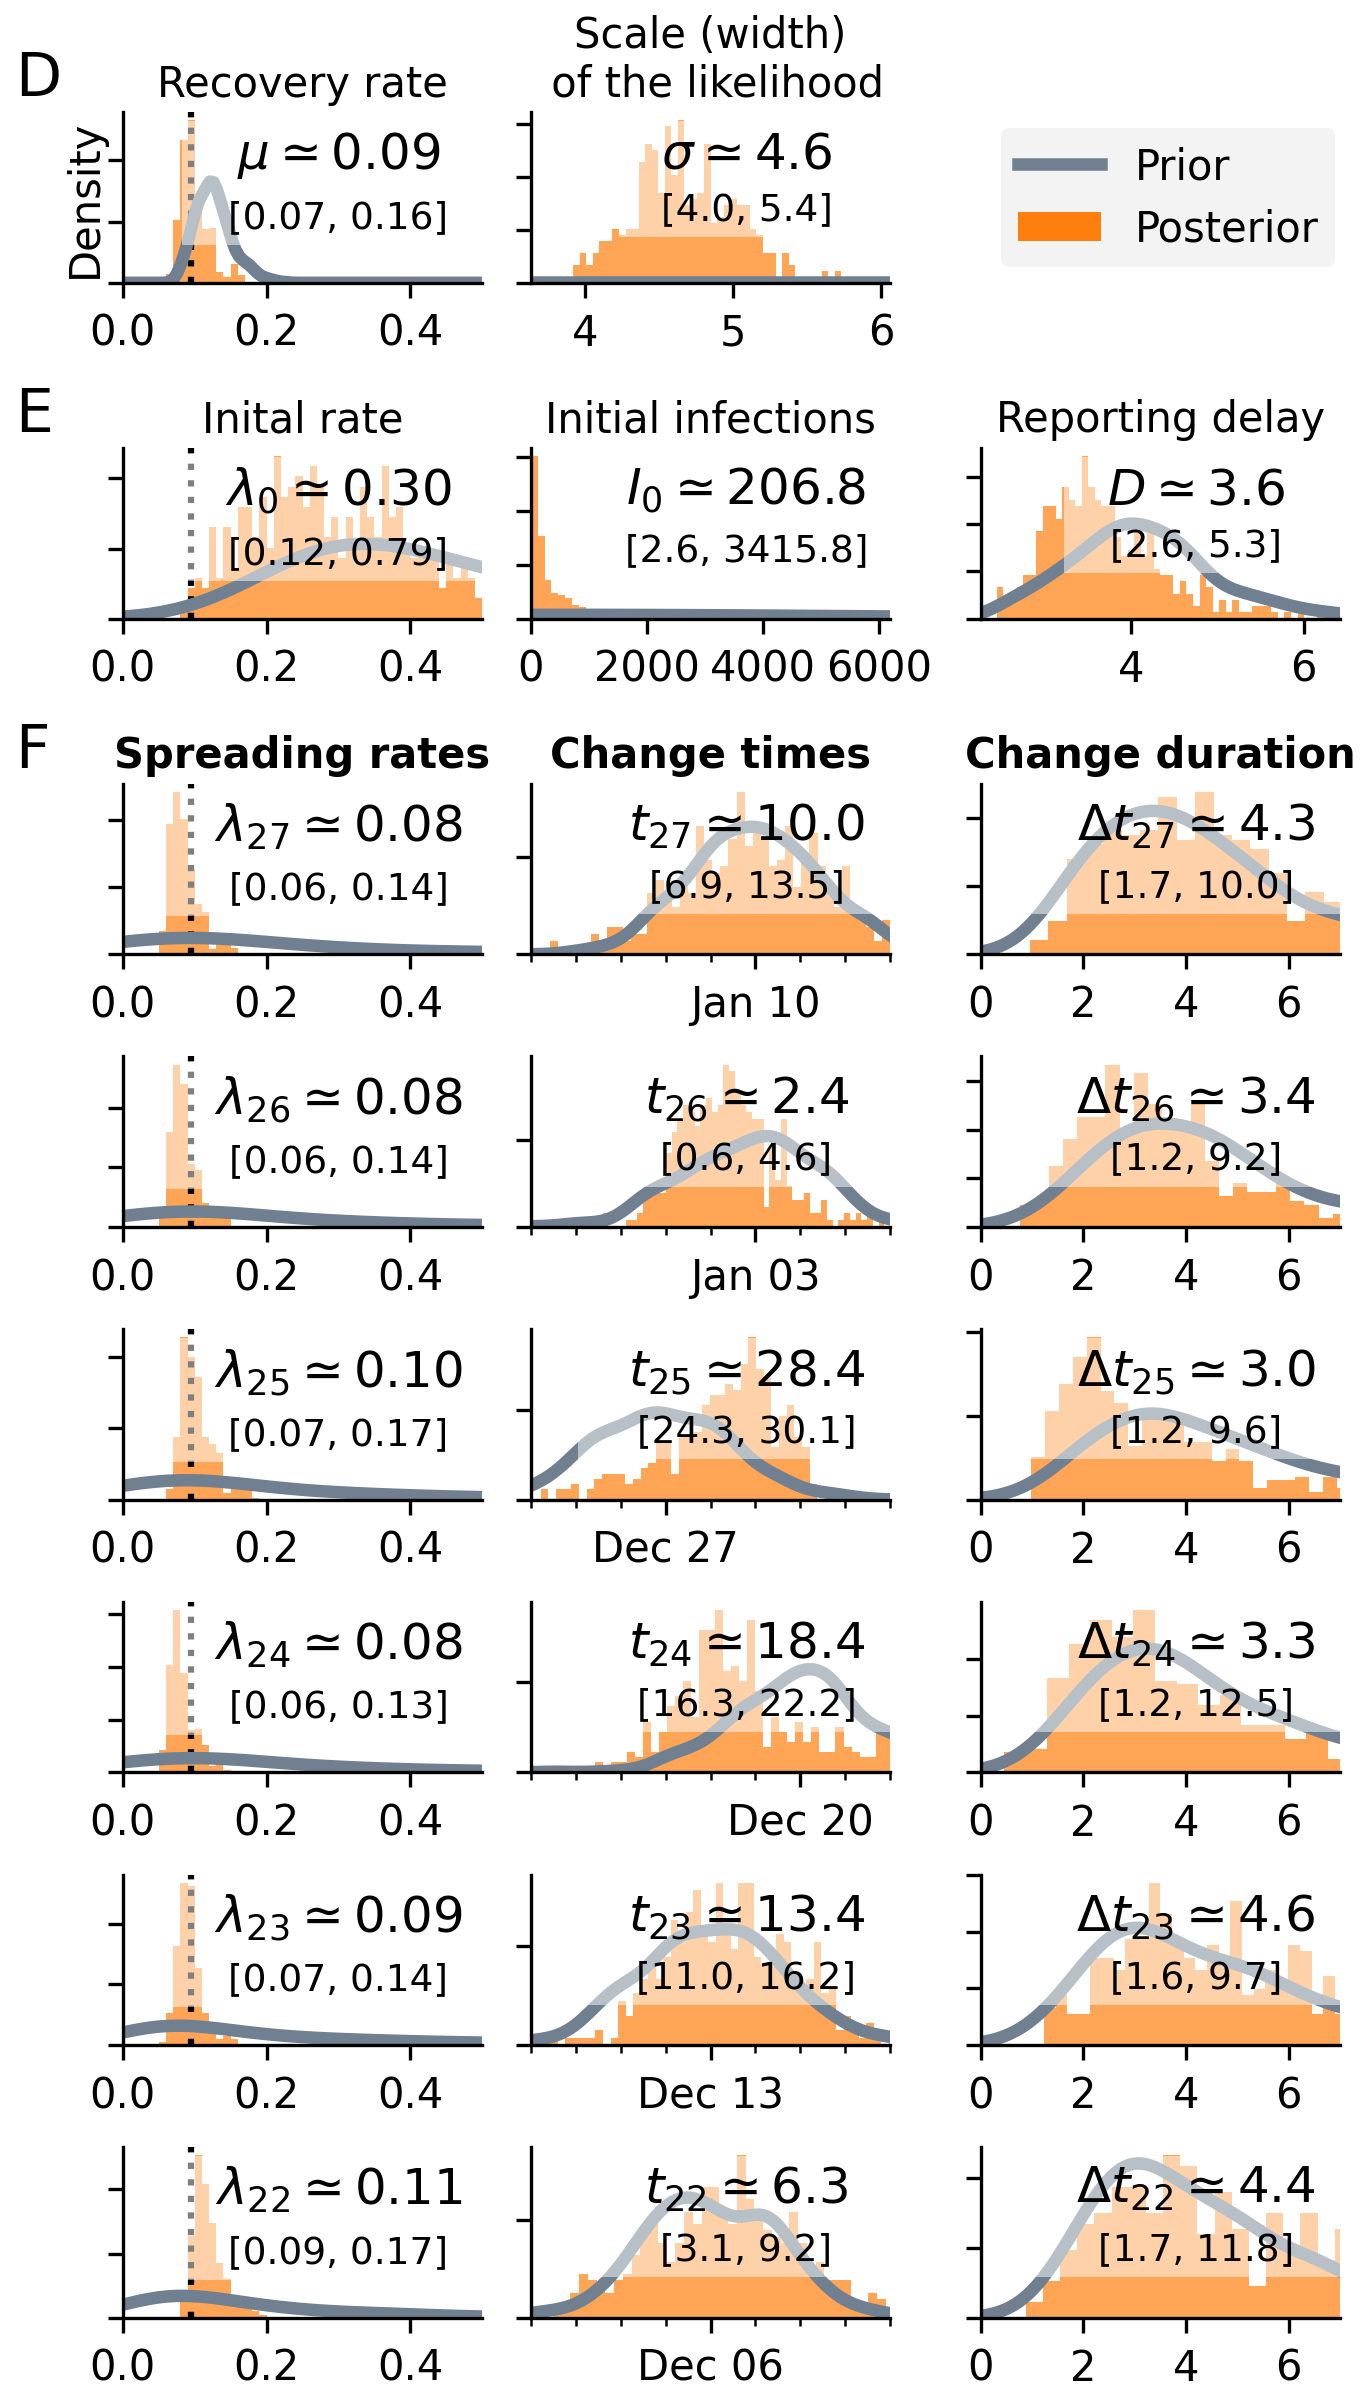 D
Recovery rate
Scale (width)
of the likelihood
Density
μ ≃ 0.09
[0.07, 0.16]
0.0 0.2 0.4
σ ≃ 4.6
[4.0, 5.4]
4 5 6
Prior
Posterior
E
Inital rate
λ0 ≃ 0.30
[0.12, 0.79]
0.0 0.2 0.4
Initial infections
I0 ≃ 206.8
[2.6, 3415.8]
0 2000 4000 6000
Reporting delay
D ≃ 3.6
[2.6, 5.3]
4 6
F
Spreading rates
Change times
Change duration
λ27 ≃ 0.08
[0.06, 0.14]
0.0 0.2 0.4
t27 ≃ 10.0
[6.9, 13.5]
Jan 10
Δt27 ≃ 4.3
[1.7, 10.0]
0 2 4 6
λ26 ≃ 0.08
[0.06, 0.14]
0.0 0.2 0.4
t26 ≃ 2.4
[0.6, 4.6]
Jan 03
Δt26 ≃ 3.4
[1.2, 9.2]
0 2 4 6
λ25 ≃ 0.10
[0.07, 0.17]
0.0 0.2 0.4
t25 ≃ 28.4
[24.3, 30.1]
Dec 27
Δt25 ≃ 3.0
[1.2, 9.6]
0 2 4 6
λ24 ≃ 0.08
[0.06, 0.13]
0.0 0.2 0.4
t24 ≃ 18.4
[16.3, 22.2]
Dec 20
Δt24 ≃ 3.3
[1.2, 12.5]
0 2 4 6
λ23 ≃ 0.09
[0.07, 0.14]
0.0 0.2 0.4
t23 ≃ 13.4
[11.0, 16.2]
Dec 13
Δt23 ≃ 4.6
[1.6, 9.7]
0 2 4 6
λ22 ≃ 0.11
[0.09, 0.17]
0.0 0.2 0.4
t22 ≃ 6.3
[3.1, 9.2]
Dec 06
Δt22 ≃ 4.4
[1.7, 11.8]
0 2 4 6